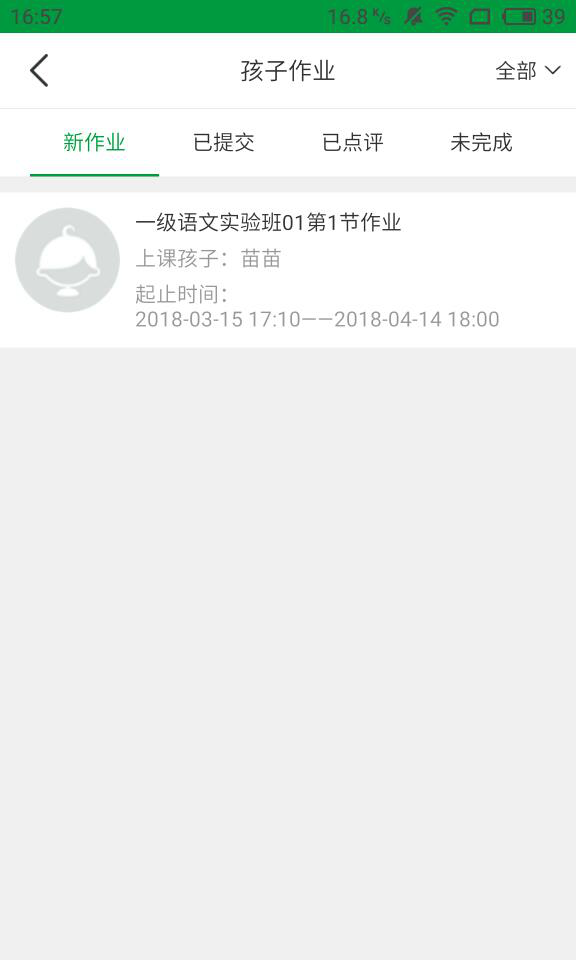 16:57 16.8 K/s 39
孩子作业 全部
新作业 已提交 已点评 未完成
一级语文实验班01第1节作业
上课孩子：苗苗
起止时间：
2018-03-15 17:10——2018-04-14 18:00